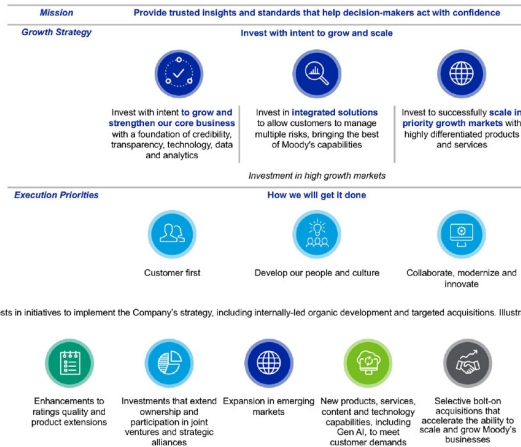 Mission Provide trusted insights and standards that help decision-makers act with confidence
Growth Strategy Invest with intent to grow and scale
Invest with intent to grow and
strengthen our core business
with a foundation of credibility,
transparency, technology, data
and analytics
Invest in integrated solutions
to allow customers to manage
multiple risks, bringing the best
of Moody's capabilities
Invest to successfully scale in
priority growth markets with
highly differentiated products
and services
Investment in high growth markets
Execution Priorities How we will get it done
Customer first
Develop our people and culture
Collaborate, modernize and
innovate
in initiatives to implement the Company's strategy, including internally-led organic development and targeted acquisitions.
Enhancements to
ratings quality and
product extensions
Investments that extend
ownership and
participation in joint
ventures and strategic
alliances
Expansion in emerging
markets
New products, services,
content and technology
capabilities, including
Gen AI, to meet
customer demands
Selective bolt-on
acquisitions that
accelerate the ability to
scale and grow Moody's
businesses